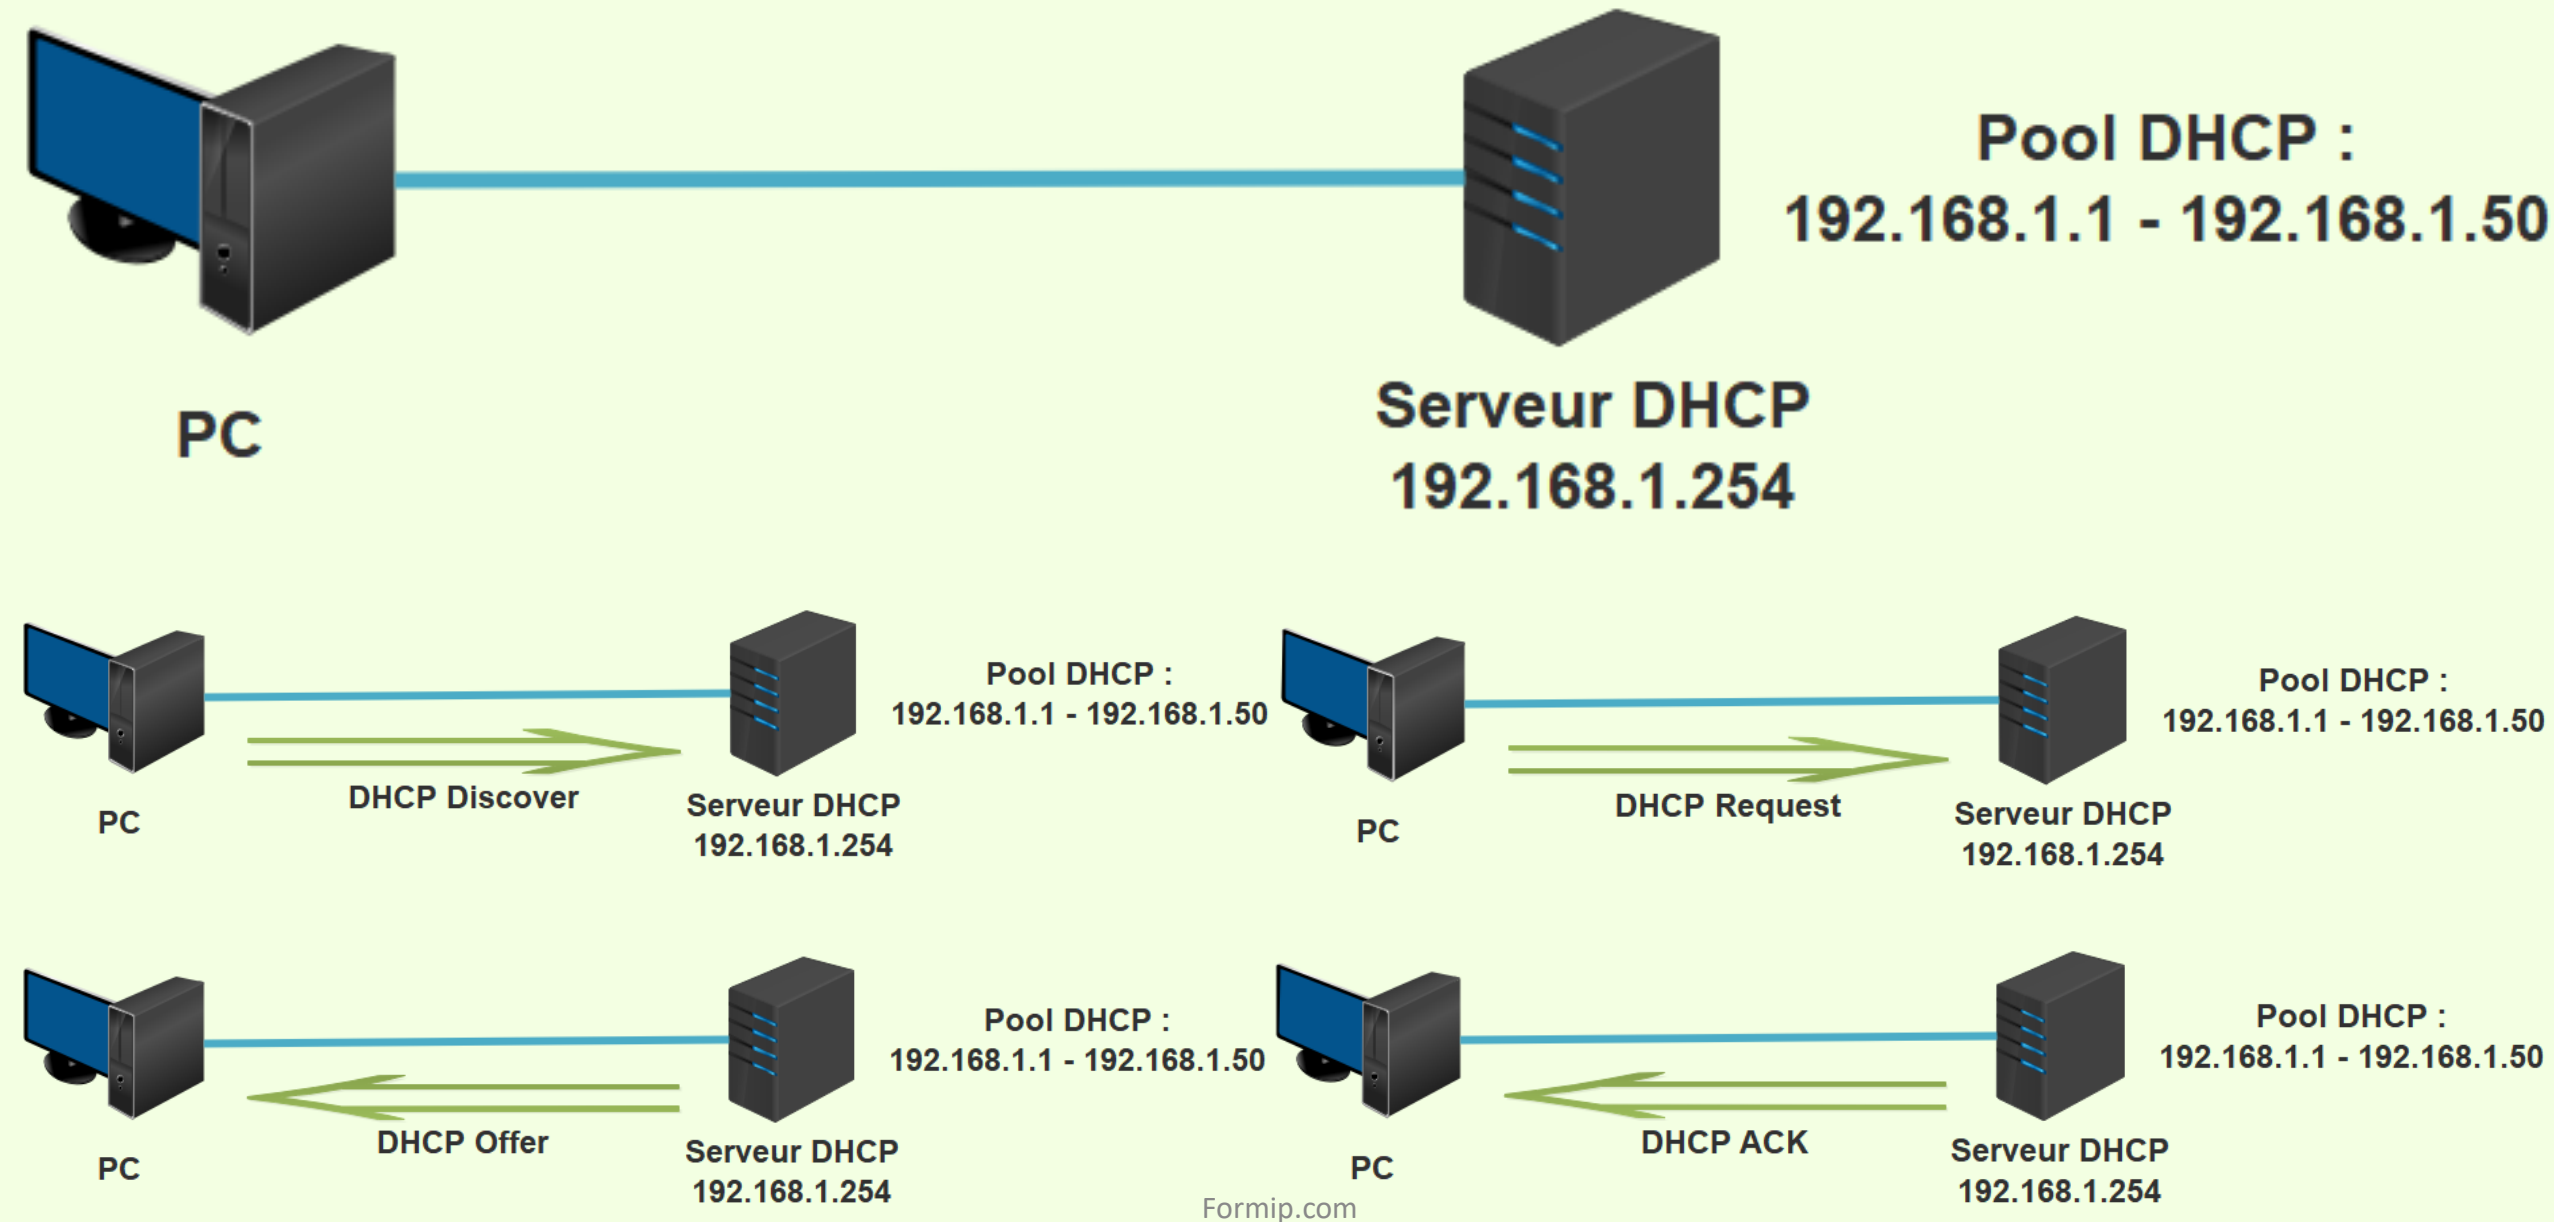 Pool DHCP :
192.168.1.1 - 192.168.1.50
PC
Serveur DHCP
192.168.1.254
Pool DHCP :
192.168.1.1 - 192.168.1.50
DHCP Discover
PC
Serveur DHCP
192.168.1.254
Pool DHCP :
192.168.1.1 - 192.168.1.50
DHCP Request
PC
Serveur DHCP
192.168.1.254
Pool DHCP :
192.168.1.1 - 192.168.1.50
DHCP Offer
PC
Serveur DHCP
192.168.1.254
Pool DHCP :
192.168.1.1 - 192.168.1.50
DHCP ACK
PC
Serveur DHCP
192.168.1.254
Formip.com